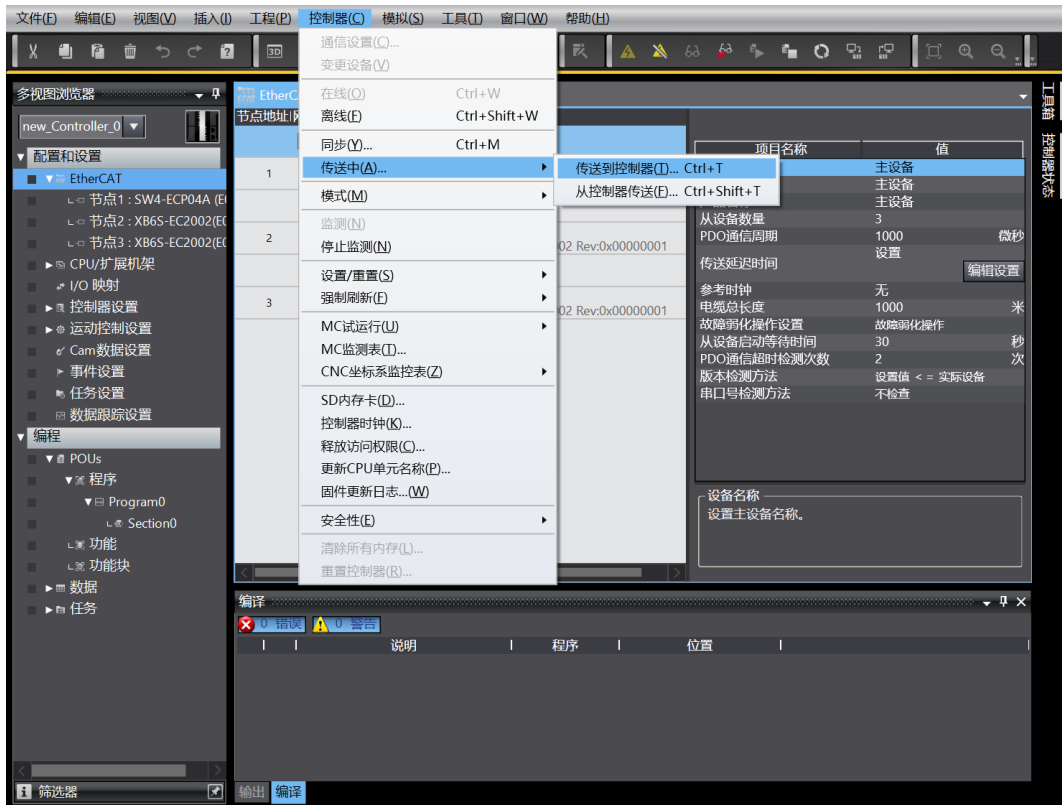 文件(F) 编辑(E) 视图(V) 插入(I) 工程(P) 控制器(C) 模拟(S) 工具(T) 窗口(W) 帮助(H)
3D
多视图浏览器
new_Controller_0
配置和设置
EtherCAT
节点1 : SW4-ECP04A (E
节点2 : XB6S-EC2002(E
节点3 : XB6S-EC2002(E
CPU/扩展机架
I/O 映射
控制器设置
运动控制设置
Cam数据设置
事件设置
任务设置
数据跟踪设置
编程
POUs
程序
Program0
Section0
功能
功能块
数据
任务
筛选器
EtherC
节点地址
1
2
3
通信设置(C)...
变更设备(V)
在线(O) Ctrl+W
离线(F) Ctrl+Shift+W
同步(Y)... Ctrl+M
传送中(A)...
模式(M)
监测(N)
停止监测(N)
设置/重置(S)
强制刷新(F)
MC试运行(U)
MC监测表(T)...
CNC坐标系监控表(Z)
SD内存卡(D)...
控制器时钟(K)...
释放访问权限(C)...
更新CPU单元名称(P)...
固件更新日志...(W)
安全性(E)
清除所有内存(L)...
重置控制器(R)...
传送到控制器(T)... Ctrl+T
从控制器传送(F)... Ctrl+Shift+T
02 Rev:0x00000001
02 Rev:0x00000001
项目名称 值
主设备
主设备
主设备
从设备数量 3
PDO通信周期 1000 微秒
传送延迟时间 设置
编辑设置
参考时钟 无
电缆总长度 1000 米
故障弱化操作设置 故障弱化操作
从设备启动等待时间 30 秒
PDO通信超时检测次数 2 次
版本检测方法 设置值 < = 实际设备
串口号检测方法 不检查
设备名称
设置主设备名称。
工具箱
控制器状态
编译
0 错误 0 警告
说明 程序 位置
输出 编译